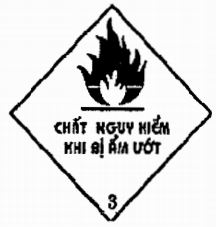 CHẤT NGUY HIỂM
KHI BỊ ẨM ƯỚT
3